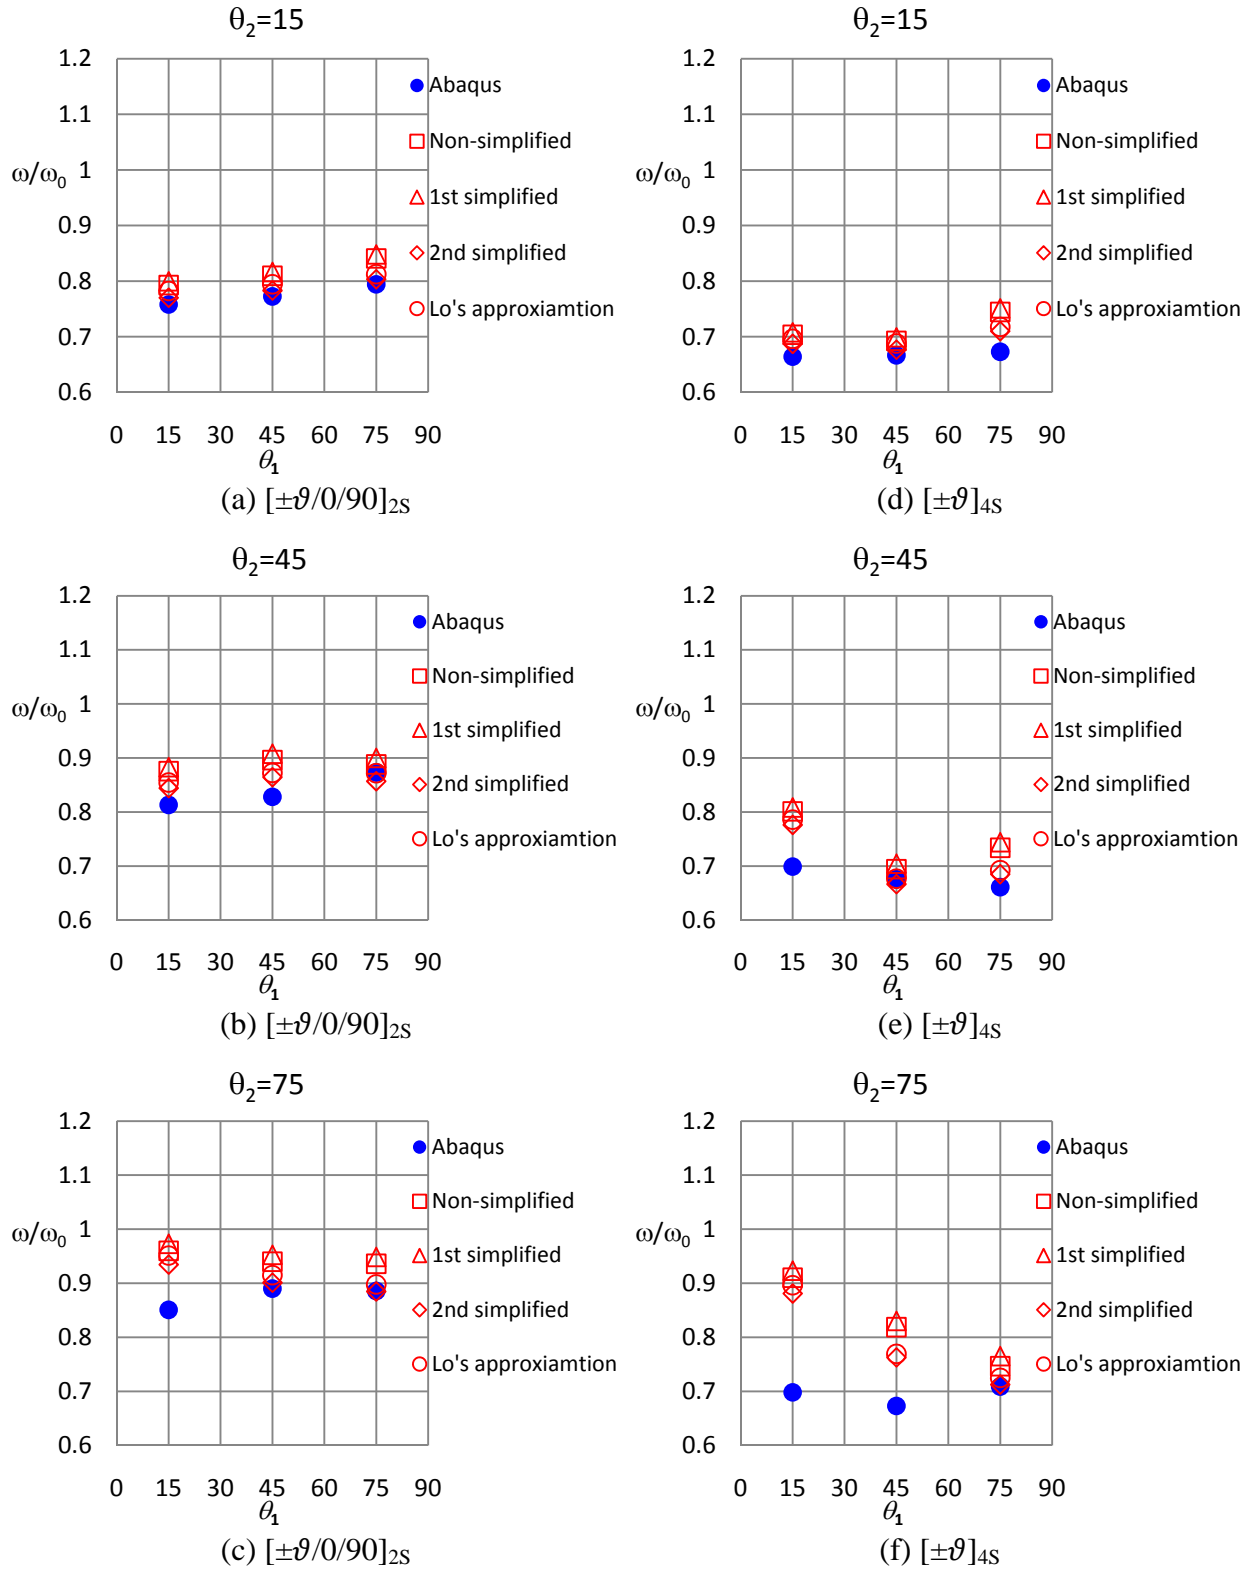 θ2=15
1.2
1.1
1
0.9
0.8
0.7
0.6
ω/ω0
0 15 30 45 60 75 90
θ1
Abaqus
Non-simplified
1st simplified
2nd simplified
Lo's approxiamtion
(a) [±ϑ/0/90]2S
θ2=15
1.2
1.1
1
0.9
0.8
0.7
0.6
ω/ω0
0 15 30 45 60 75 90
θ1
Abaqus
Non-simplified
1st simplified
2nd simplified
Lo's approxiamtion
(d) [±ϑ]4S
θ2=45
1.2
1.1
1
0.9
0.8
0.7
0.6
ω/ω0
0 15 30 45 60 75 90
θ1
Abaqus
Non-simplified
1st simplified
2nd simplified
Lo's approxiamtion
(b) [±ϑ/0/90]2S
θ2=45
1.2
1.1
1
0.9
0.8
0.7
0.6
ω/ω0
0 15 30 45 60 75 90
θ1
Abaqus
Non-simplified
1st simplified
2nd simplified
Lo's approxiamtion
(e) [±ϑ]4S
θ2=75
1.2
1.1
1
0.9
0.8
0.7
0.6
ω/ω0
0 15 30 45 60 75 90
θ1
Abaqus
Non-simplified
1st simplified
2nd simplified
Lo's approxiamtion
(c) [±ϑ/0/90]2S
θ2=75
1.2
1.1
1
0.9
0.8
0.7
0.6
ω/ω0
0 15 30 45 60 75 90
θ1
Abaqus
Non-simplified
1st simplified
2nd simplified
Lo's approxiamtion
(f) [±ϑ]4S